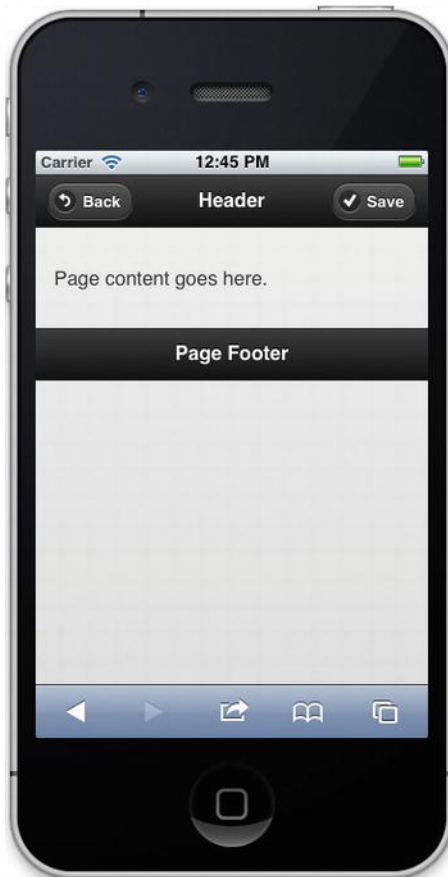 Carrier 12:45 PM
Back Header Save
Page content goes here.
Page Footer